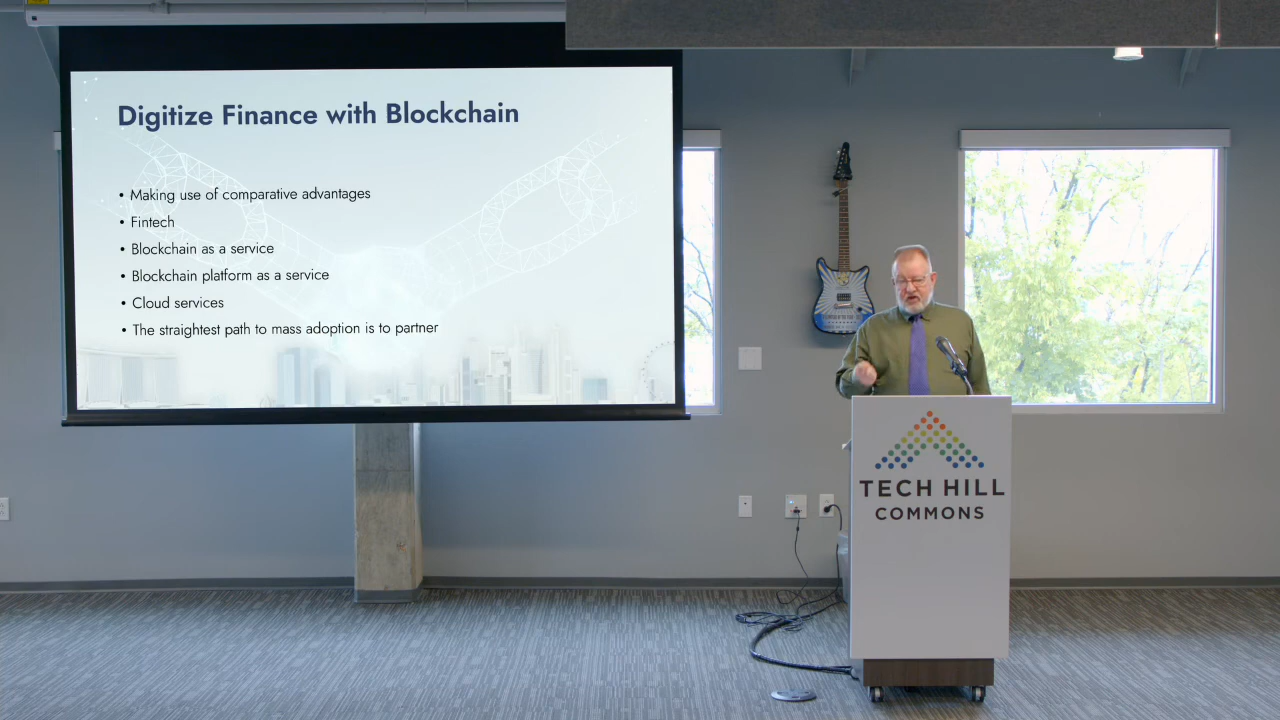 Digitize Finance with Blockchain
• Making use of comparative advantages
• Fintech
• Blockchain as a service
• Blockchain platform as a service
• Cloud services
• The straightest path to mass adoption is to partner
TECH HILL
COMMONS